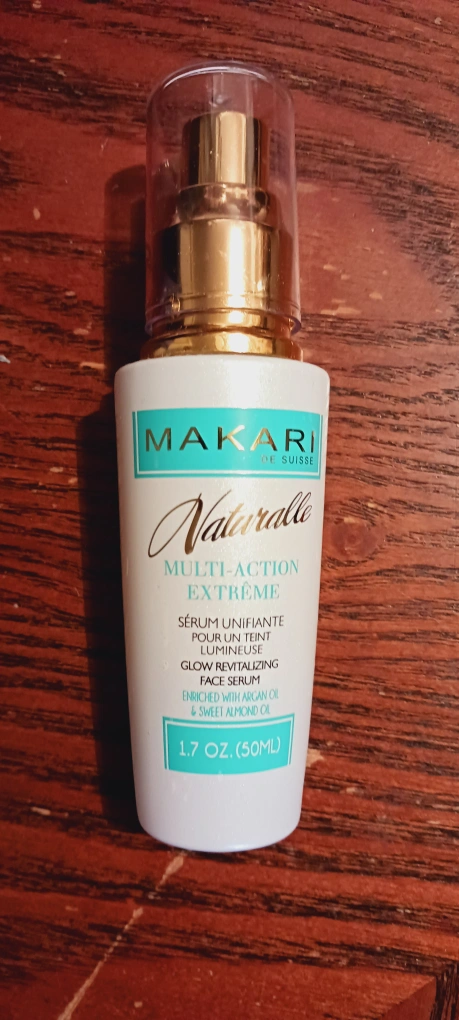 MAKARI
DE SUISSE
Naturalle
MULTI-ACTION
EXTRÊME
SÉRUM UNIFIANTE
POUR UN TEINT
LUMINEUSE
GLOW REVITALIZING
FACE SERUM
ENRICHED WITH ARGAN OIL
& SWEET ALMOND OIL
1.7 OZ. (50ML)